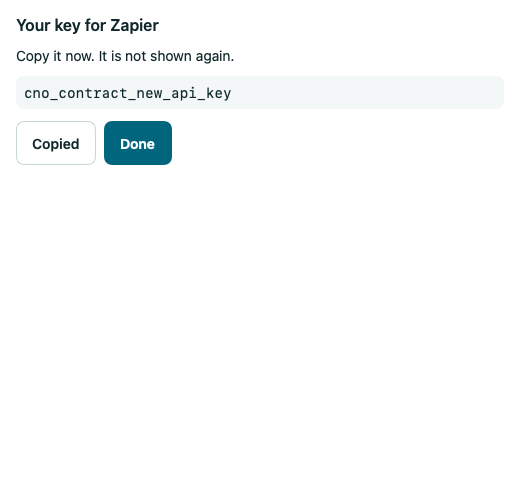 Your key for Zapier
Copy it now. It is not shown again.
cno_contract_new_api_key
Copied
Done